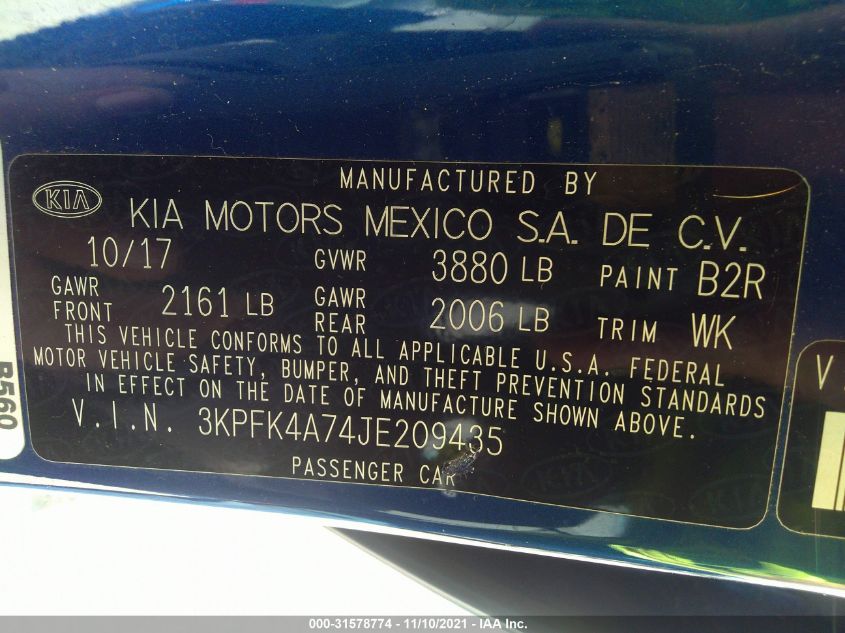 MANUFACTURED BY
KIA
KIA MOTORS MEXICO S.A. DE C.V.
10/17 GVWR 3880 LB PAINT B2R
GAWR FRONT 2161 LB GAWR REAR 2006 LB TRIM WK
THIS VEHICLE CONFORMS TO ALL APPLICABLE U.S.A. FEDERAL
MOTOR VEHICLE SAFETY, BUMPER, AND THEFT PREVENTION STANDARDS
IN EFFECT ON THE DATE OF MANUFACTURE SHOWN ABOVE.
V.I.N. 3KPFK4A74JE209435
PASSENGER CAR
B560
V.
000-31578774 - 11/10/2021 - IAA Inc.